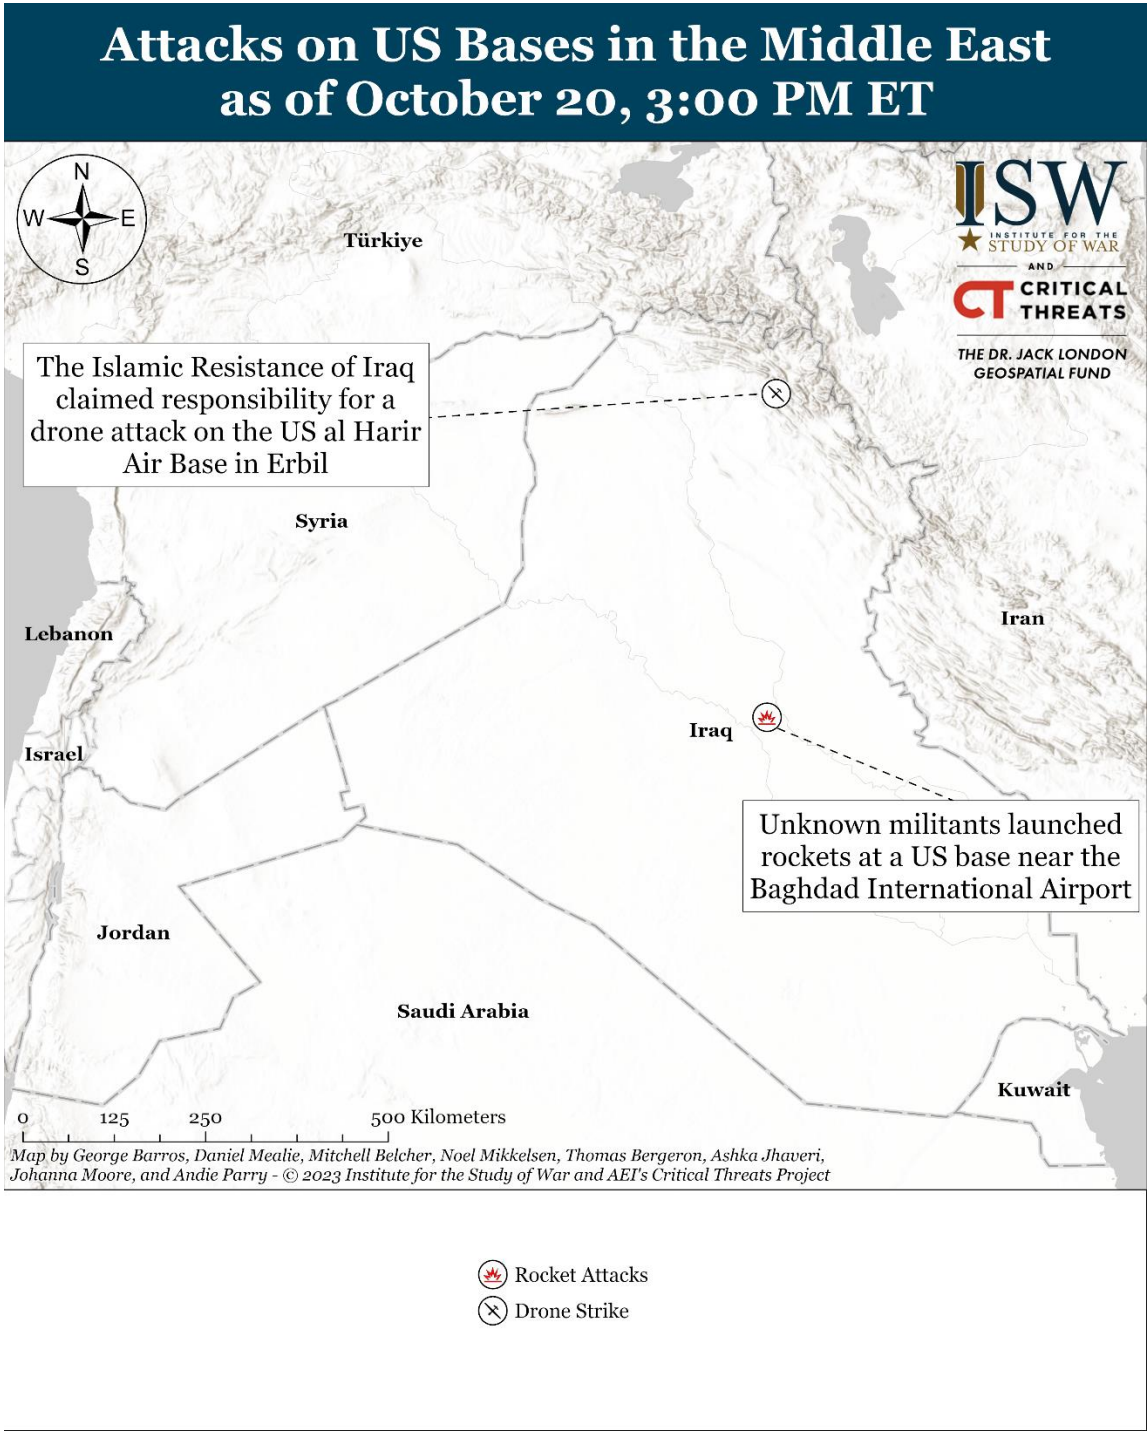 Attacks on US Bases in the Middle East
as of October 20, 3:00 PM ET
N
W
E
S
ISW
INSTITUTE FOR THE
STUDY OF WAR
AND
CT CRITICAL
THREATS
THE DR. JACK LONDON
GEOSPATIAL FUND
Türkiye
The Islamic Resistance of Iraq
claimed responsibility for a
drone attack on the US al Harir
Air Base in Erbil
Syria
Lebanon
Iran
Iraq
Israel
Unknown militants launched
rockets at a US base near the
Baghdad International Airport
Jordan
Saudi Arabia
Kuwait
0 125 250 500 Kilometers
Map by George Barros, Daniel Mealie, Mitchell Belcher, Noel Mikkelsen, Thomas Bergeron, Ashka Jhaveri,
Johanna Moore, and Andie Parry - © 2023 Institute for the Study of War and AEI's Critical Threats Project
Rocket Attacks
Drone Strike